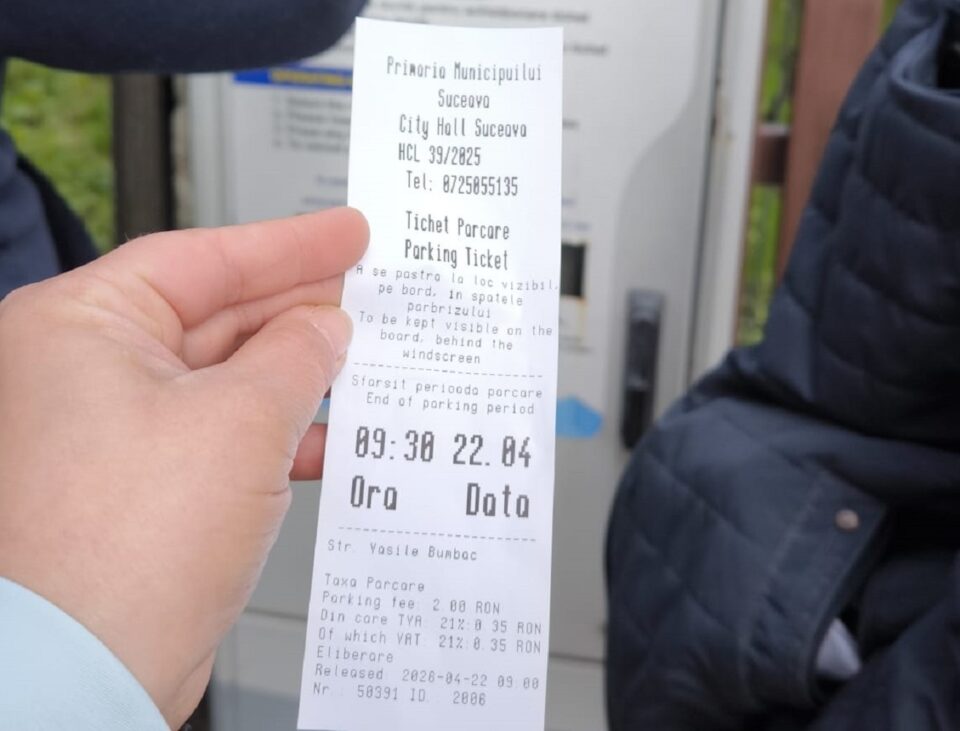 Primaria Municipuilui
Suceava
City Hall Suceava
HCL 39/2025
Tel: 0725055135
Tichet Parcare
Parking Ticket
A se pastra la loc vizibil,
pe bord, in spatele
parbrizului
To be kept visible on the
board, behind the
windscreen
Sfarsit perioada parcare
End of parking period
09:30 22.04
Ora Data
Str. Vasile Bumbac
Taxa Parcare
Parking fee: 2.00 RON
Din care TVA: 21%:0.35 RON
Of which VAT: 21%:0.35 RON
Eliberare
Released: 2026-04-22 09:00
Nr.: 50391 ID.: 2006